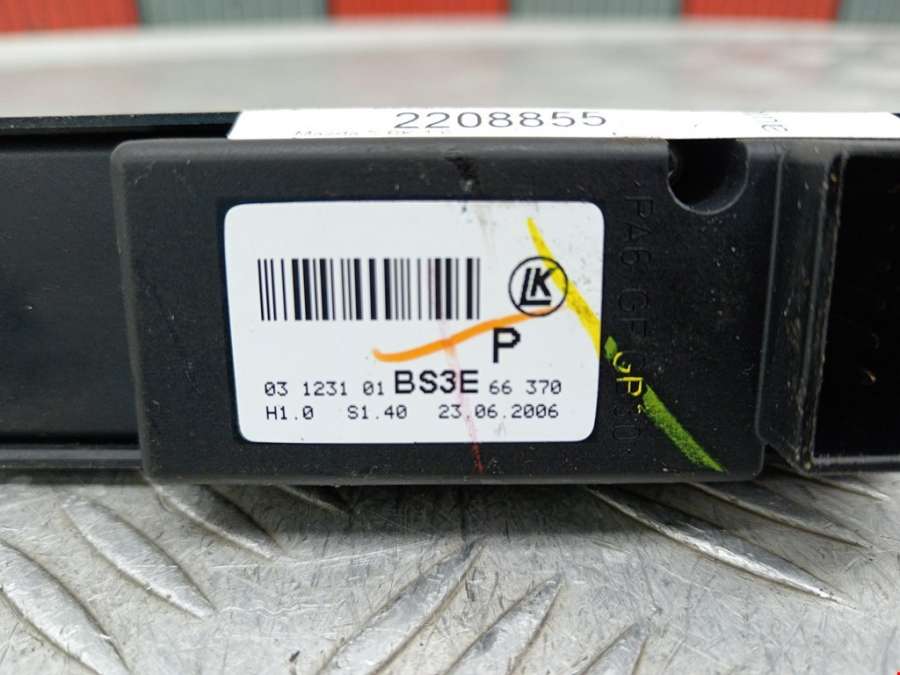 2208855
LK
P
03 1231 01 BS3E 66 370
H1.0 S1.40 23.06.2006